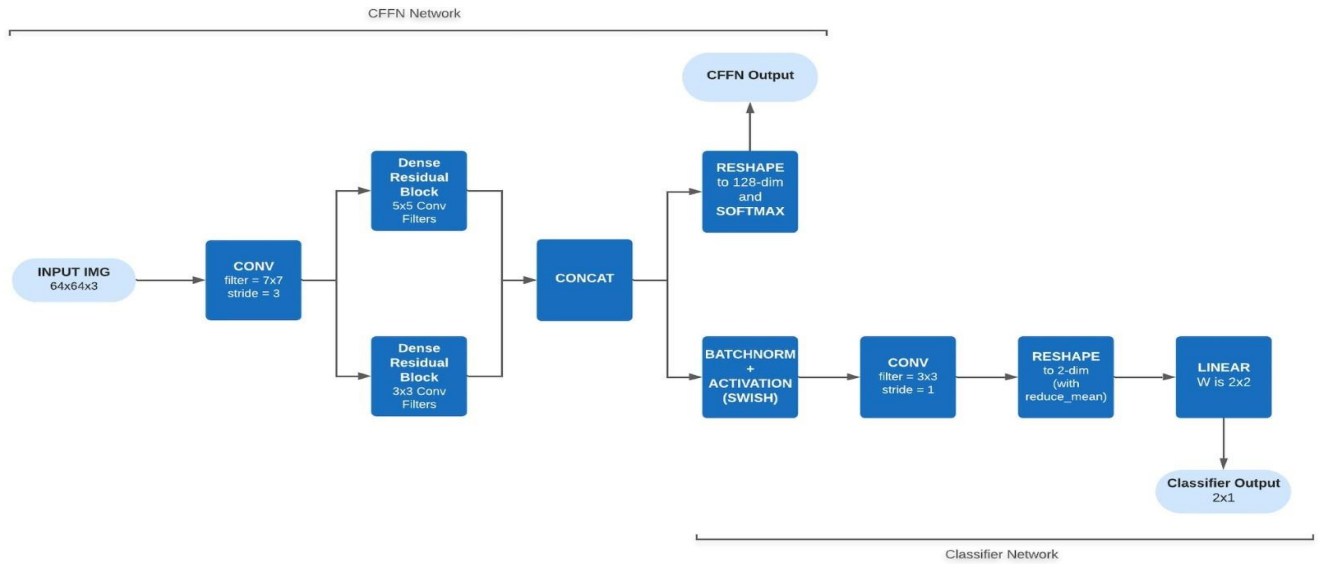 CFFN Network
CFFN Output
Dense
Residual
Block
5x5 Conv
Filters
RESHAPE
to 128-dim
and
SOFTMAX
INPUT IMG
64x64x3
CONV
filter = 7x7
stride = 3
CONCAT
Dense
Residual
Block
3x3 Conv
Filters
BATCHNORM
+
ACTIVATION
(SWISH)
CONV
filter = 3x3
stride = 1
RESHAPE
to 2-dim
(with
reduce_mean)
LINEAR
W is 2x2
Classifier Output
2x1
Classifier Network